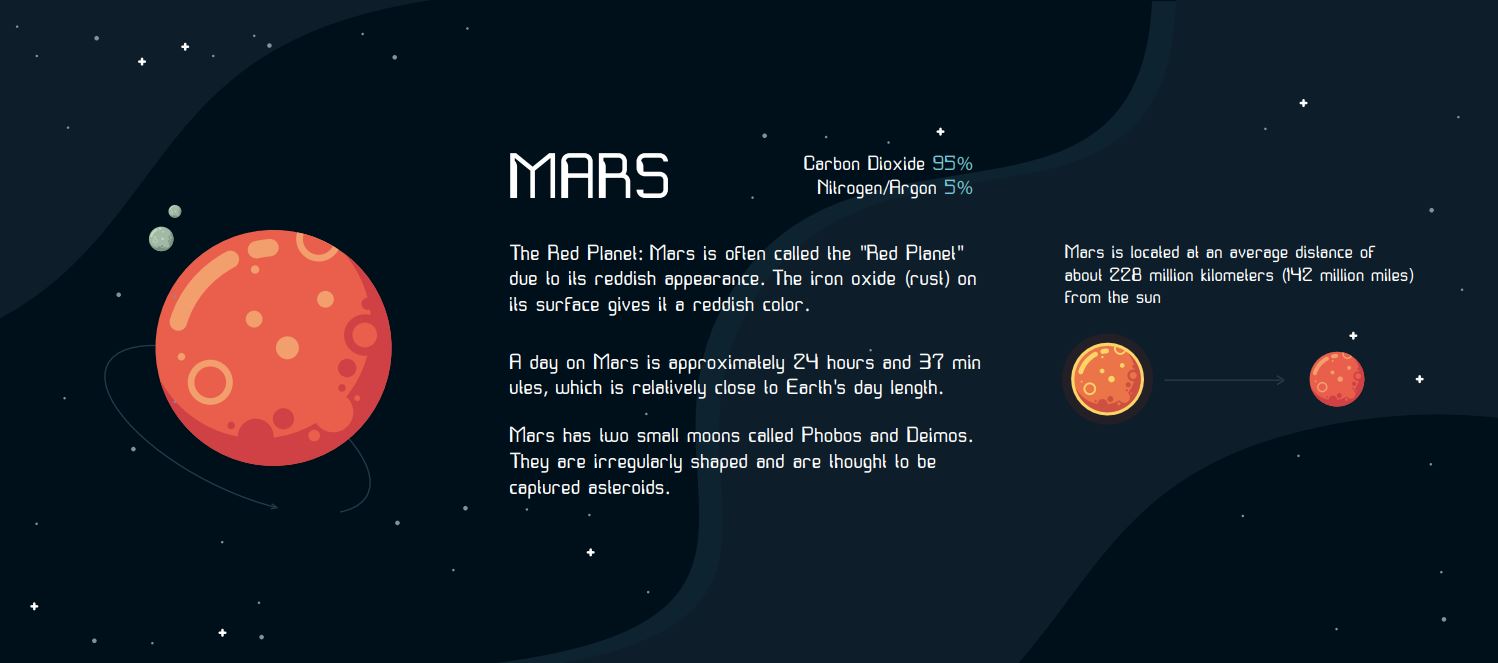 MARS
Carbon Dioxide 95%
Nitrogen/Argon 5%
The Red Planet: Mars is often called the "Red Planet"
due to its reddish appearance. The iron oxide (rust) on
its surface gives it a reddish color.
A day on Mars is approximately 24 hours and 37 min
utes, which is relatively close to Earth's day length.
Mars has two small moons called Phobos and Deimos.
They are irregularly shaped and are thought to be
captured asteroids.
Mars is located at an average distance of
about 228 million kilometers (142 million miles)
from the sun